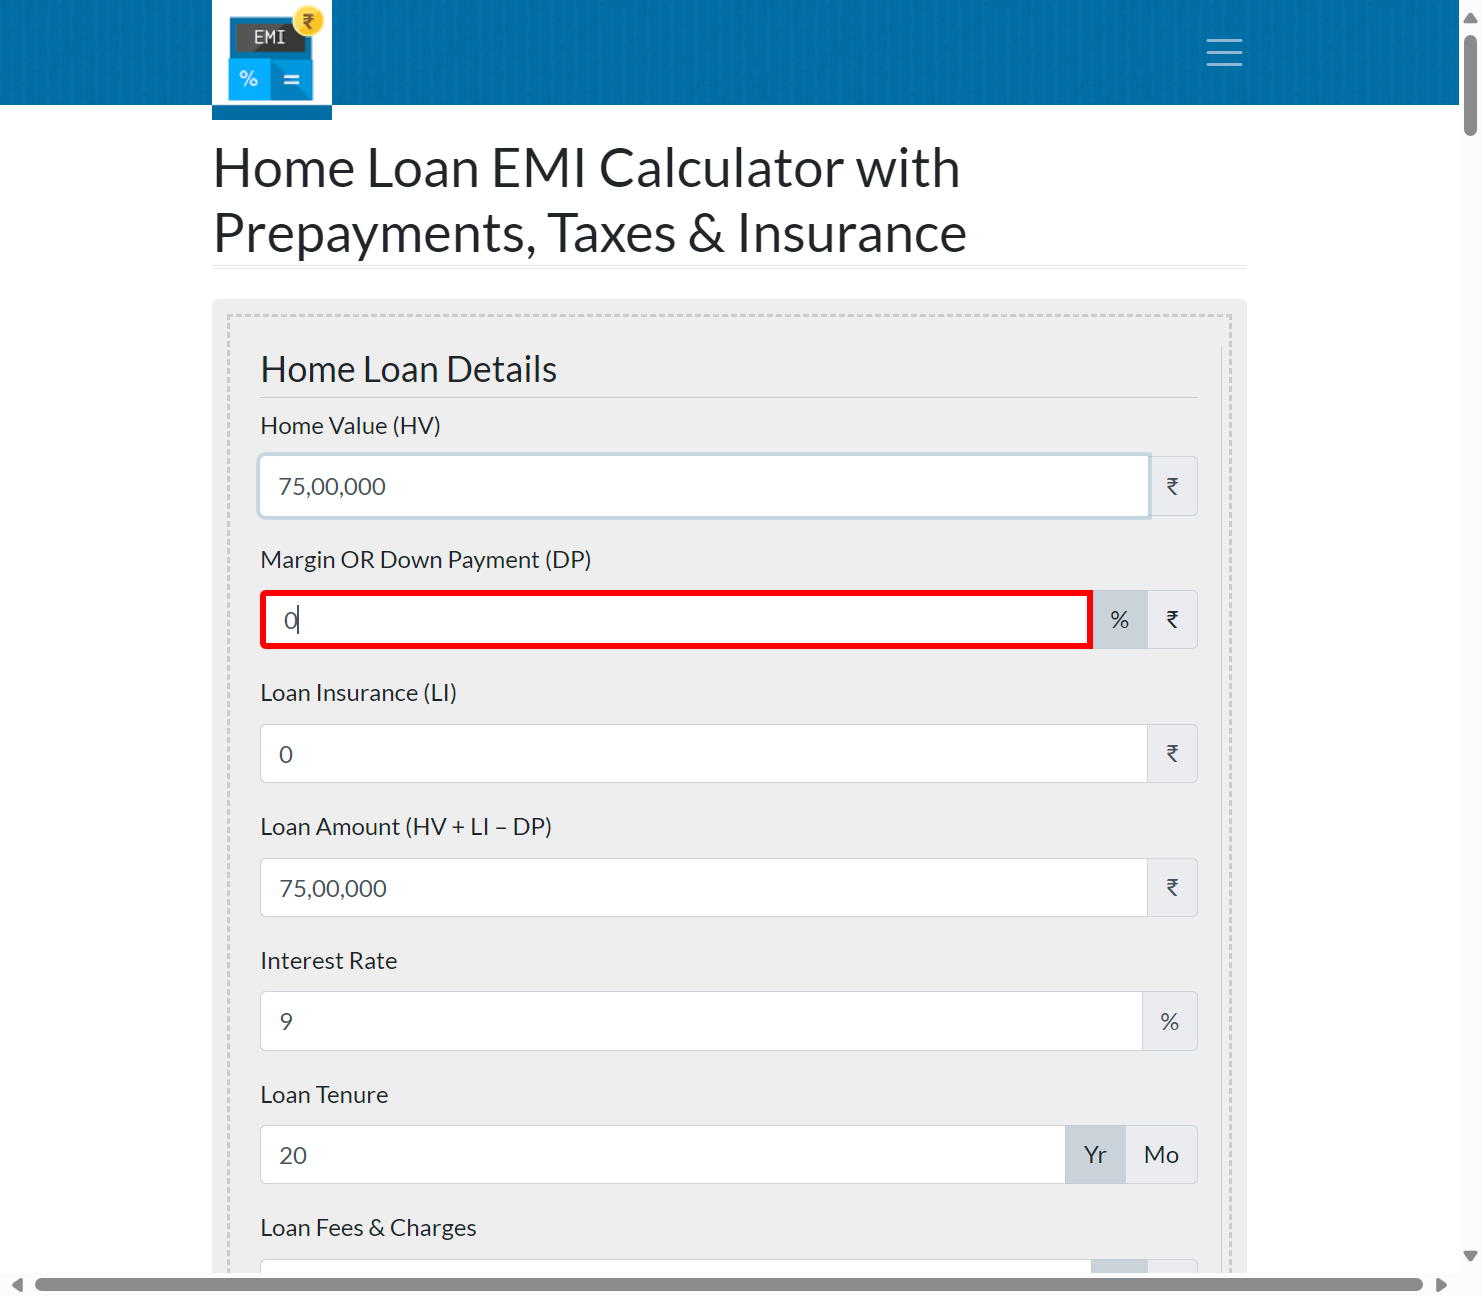 ₹
EMI
% =
Home Loan EMI Calculator with
Prepayments, Taxes & Insurance
Home Loan Details
Home Value (HV)
75,00,000 ₹
Margin OR Down Payment (DP)
0 % ₹
Loan Insurance (LI)
0 ₹
Loan Amount (HV + LI – DP)
75,00,000 ₹
Interest Rate
9 %
Loan Tenure
20 Yr Mo
Loan Fees & Charges